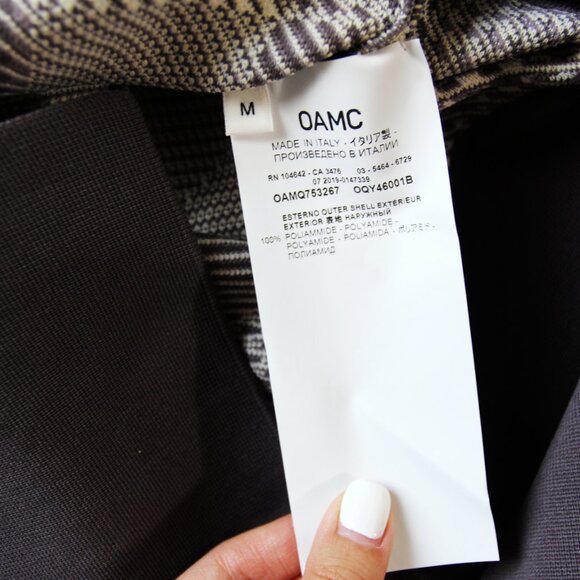 M
OAMC
MADE IN ITALY - イタリア製 -
ПРОИЗВЕДЕНО В ИТАЛИИ
RN 104642 - CA 3476 03 - 5464 - 6729
07 2019-0147339
OAMQ753267 OQY46001B
ESTERNO OUTER SHELL EXTERIEUR
EXTERIOR 表地 НАРУЖНЫЙ
100% POLIAMMIDE - POLYAMIDE -
POLYAMIDE - POLIAMIDA - ポリアミド -
ПОЛИАМИД